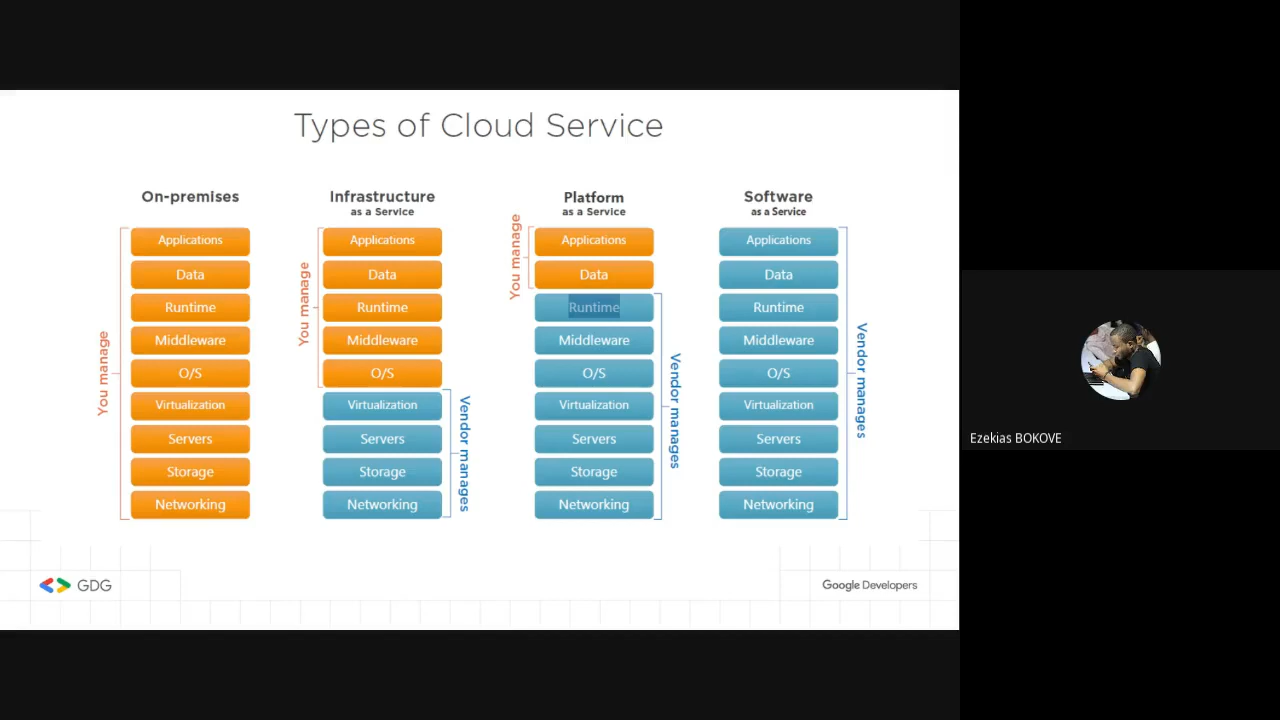 Types of Cloud Service
On-premises
You manage
Applications
Data
Runtime
Middleware
O/S
Virtualization
Servers
Storage
Networking
Infrastructure
as a Service
You manage
Applications
Data
Runtime
Middleware
O/S
Virtualization
Servers
Storage
Networking
Vendor manages
Platform
as a Service
You manage
Applications
Data
Runtime
Middleware
O/S
Virtualization
Servers
Storage
Networking
Vendor manages
Software
as a Service
Applications
Data
Runtime
Middleware
O/S
Virtualization
Servers
Storage
Networking
Vendor manages
GDG
Google Developers
Ezekias BOKOVE